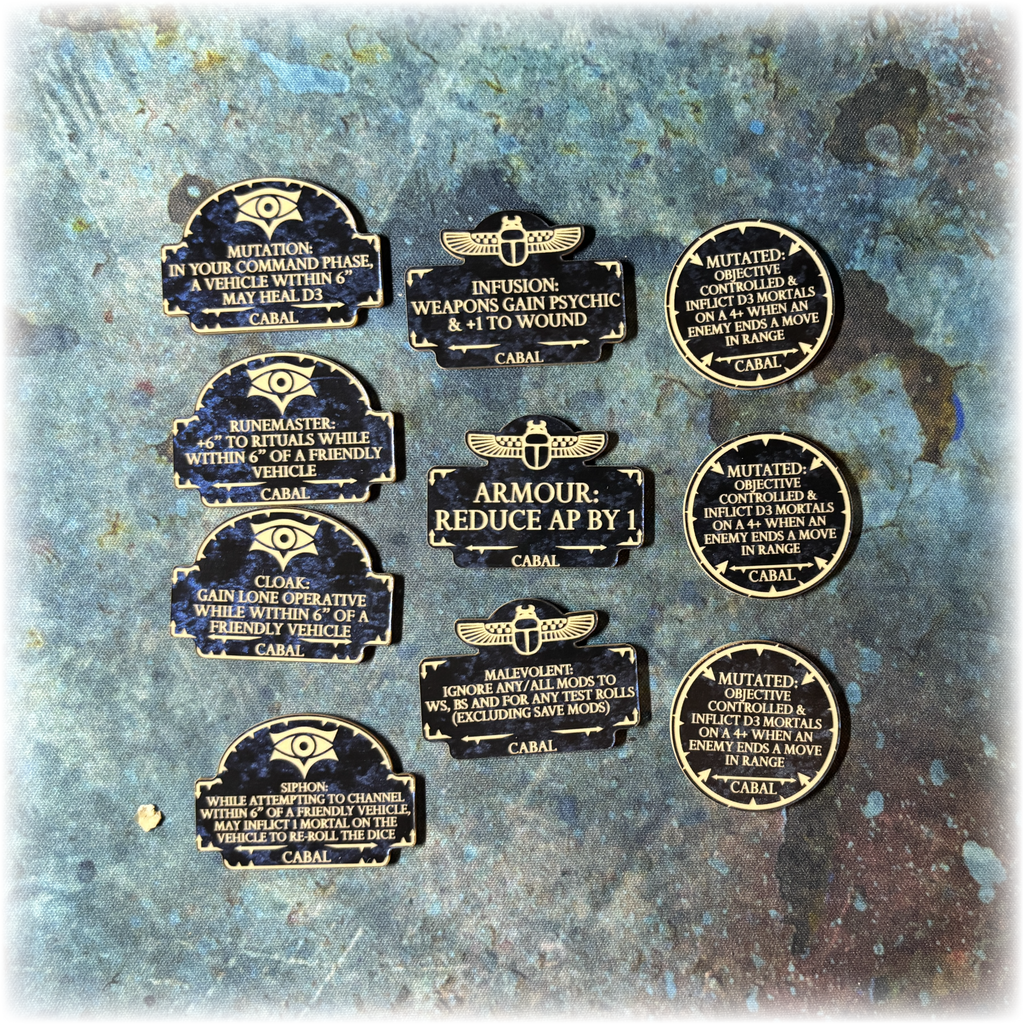 MUTATION:
IN YOUR COMMAND PHASE,
A VEHICLE WITHIN 6"
MAY HEAL D3
CABAL
RUNEMASTER:
+6" TO RITUALS WHILE
WITHIN 6" OF A FRIENDLY
VEHICLE
CABAL
CLOAK:
GAIN LONE OPERATIVE
WHILE WITHIN 6" OF A
FRIENDLY VEHICLE
CABAL
SIPHON:
WHILE ATTEMPTING TO CHANNEL
WITHIN 6" OF A FRIENDLY VEHICLE,
MAY INFLICT 1 MORTAL ON THE
VEHICLE TO RE-ROLL THE DICE
CABAL
INFUSION:
WEAPONS GAIN PSYCHIC
& +1 TO WOUND
CABAL
ARMOUR:
REDUCE AP BY 1
CABAL
MALEVOLENT:
IGNORE ANY/ALL MODS TO
WS, BS AND FOR ANY TEST ROLLS
(EXCLUDING SAVE MODS)
CABAL
MUTATED:
OBJECTIVE
CONTROLLED &
INFLICT D3 MORTALS
ON A 4+ WHEN AN
ENEMY ENDS A MOVE
IN RANGE
CABAL
MUTATED:
OBJECTIVE
CONTROLLED &
INFLICT D3 MORTALS
ON A 4+ WHEN AN
ENEMY ENDS A MOVE
IN RANGE
CABAL
MUTATED:
OBJECTIVE
CONTROLLED &
INFLICT D3 MORTALS
ON A 4+ WHEN AN
ENEMY ENDS A MOVE
IN RANGE
CABAL